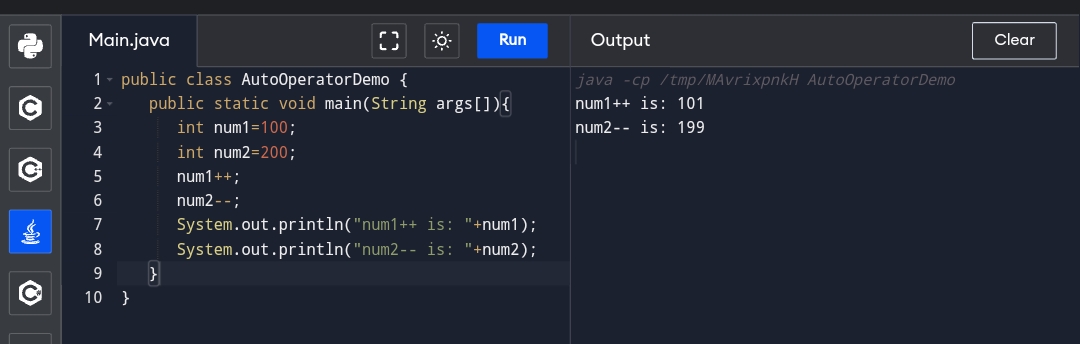 Main.java
Run
Output
Clear
1 public class AutoOperatorDemo {
2 public static void main(String args[]){
3 int num1=100;
4 int num2=200;
5 num1++;
6 num2--;
7 System.out.println("num1++ is: "+num1);
8 System.out.println("num2-- is: "+num2);
9 }
10 }
java -cp /tmp/MAvrixpnkH AutoOperatorDemo
num1++ is: 101
num2-- is: 199